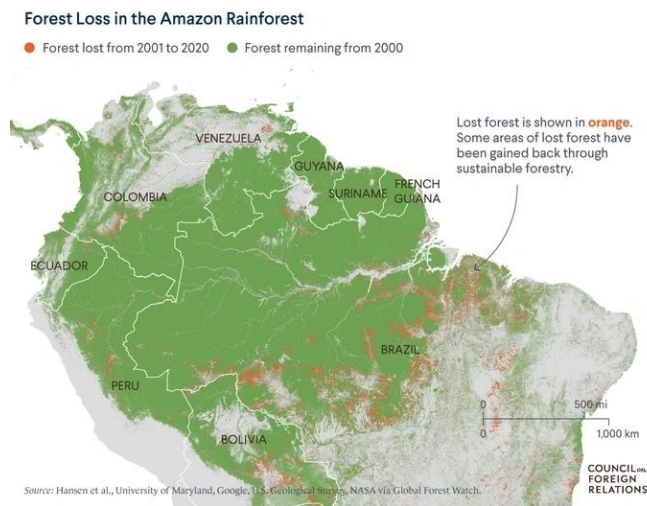 Forest Loss in the Amazon Rainforest
Forest lost from 2001 to 2020 Forest remaining from 2000
Lost forest is shown in orange.
Some areas of lost forest have
been gained back through
sustainable forestry.
VENEZUELA
GUYANA
SURINAME
FRENCH
GUIANA
COLOMBIA
ECUADOR
BRAZIL
PERU
BOLIVIA
0 500 mi
0 1,000 km
COUNCIL on
FOREIGN
RELATIONS
Source: Hansen et al., University of Maryland, Google, U.S. Geological Survey, NASA via Global Forest Watch.